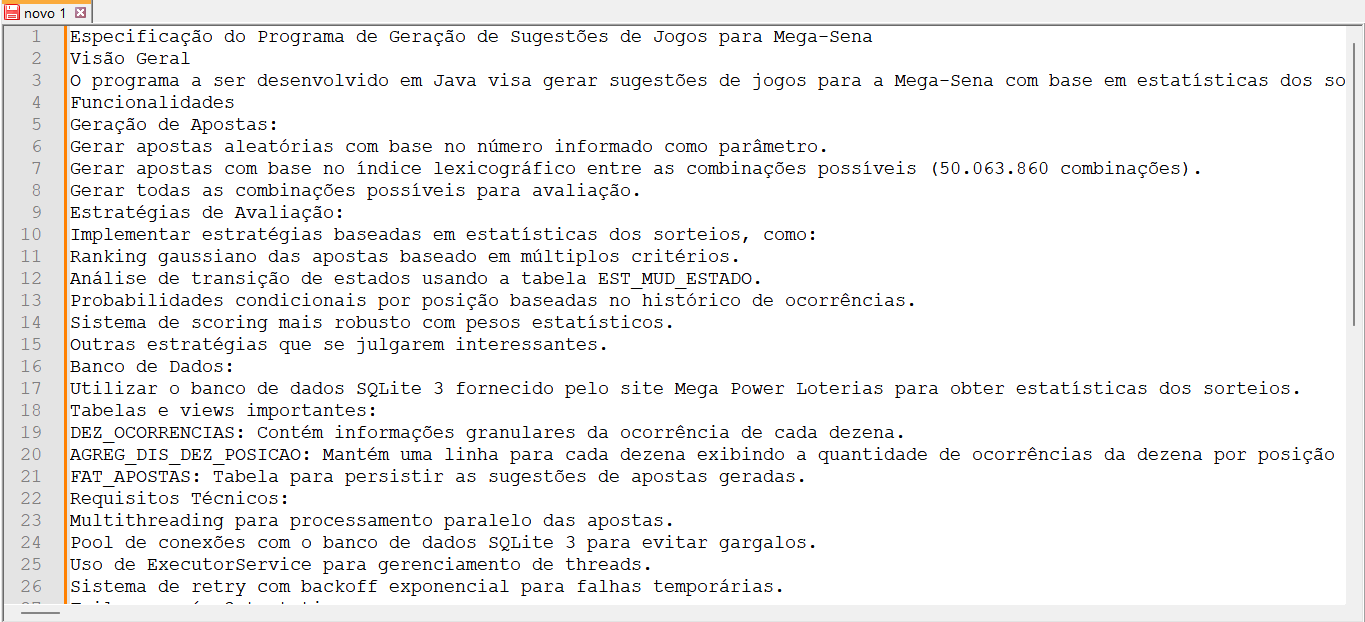 novo 1
1 Especificação do Programa de Geração de Sugestões de Jogos para Mega-Sena
2 Visão Geral
3 O programa a ser desenvolvido em Java visa gerar sugestões de jogos para a Mega-Sena com base em estatísticas dos so
4 Funcionalidades
5 Geração de Apostas:
6 Gerar apostas aleatórias com base no número informado como parâmetro.
7 Gerar apostas com base no índice lexicográfico entre as combinações possíveis (50.063.860 combinações).
8 Gerar todas as combinações possíveis para avaliação.
9 Estratégias de Avaliação:
10 Implementar estratégias baseadas em estatísticas dos sorteios, como:
11 Ranking gaussiano das apostas baseado em múltiplos critérios.
12 Análise de transição de estados usando a tabela EST_MUD_ESTADO.
13 Probabilidades condicionais por posição baseadas no histórico de ocorrências.
14 Sistema de scoring mais robusto com pesos estatísticos.
15 Outras estratégias que se julgarem interessantes.
16 Banco de Dados:
17 Utilizar o banco de dados SQLite 3 fornecido pelo site Mega Power Loterias para obter estatísticas dos sorteios.
18 Tabelas e views importantes:
19 DEZ_OCORRENCIAS: Contém informações granulares da ocorrência de cada dezena.
20 AGREG_DIS_DEZ_POSICAO: Mantém uma linha para cada dezena exibindo a quantidade de ocorrências da dezena por posição
21 FAT_APOSTAS: Tabela para persistir as sugestões de apostas geradas.
22 Requisitos Técnicos:
23 Multithreading para processamento paralelo das apostas.
24 Pool de conexões com o banco de dados SQLite 3 para evitar gargalos.
25 Uso de ExecutorService para gerenciamento de threads.
26 Sistema de retry com backoff exponencial para falhas temporárias.